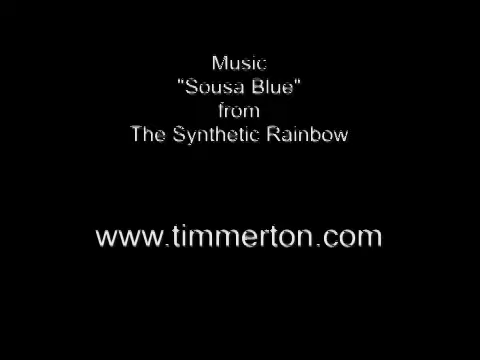 Music
"Sousa Blue"
from
The Synthetic Rainbow
www.timmerton.com